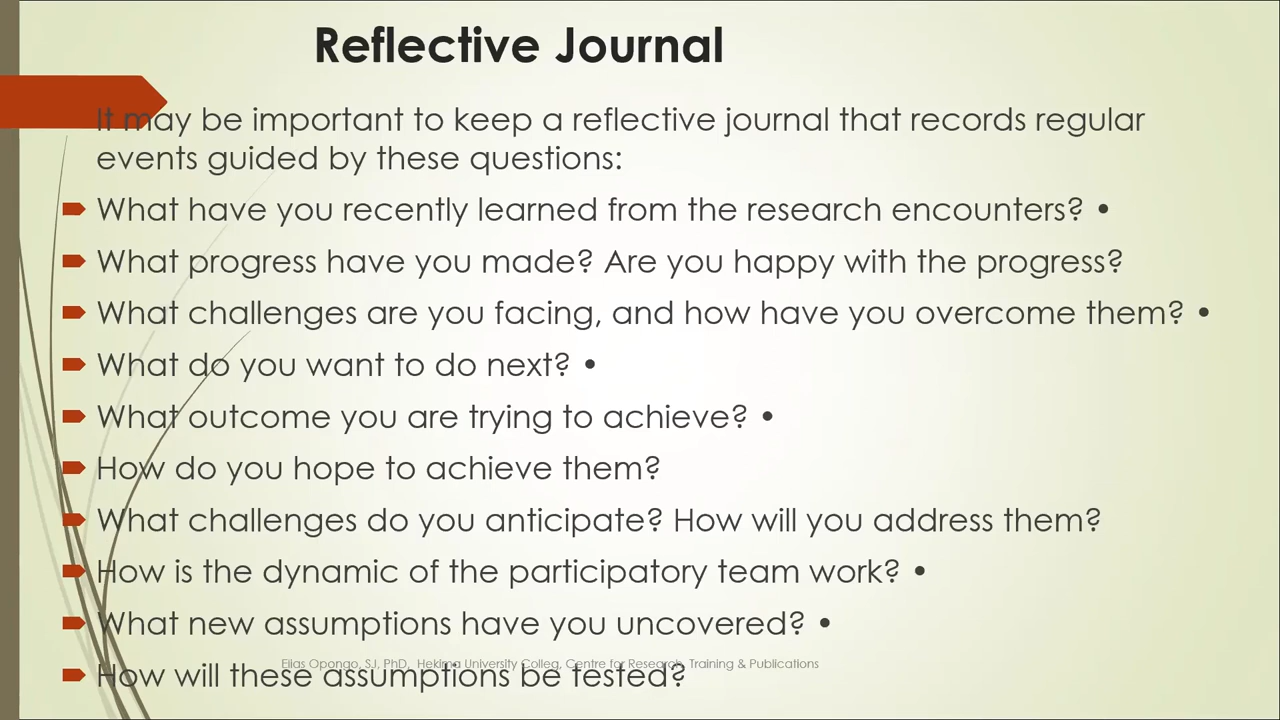 Reflective Journal
It may be important to keep a reflective journal that records regular
events guided by these questions:
What have you recently learned from the research encounters? •
What progress have you made? Are you happy with the progress?
What challenges are you facing, and how have you overcome them? •
What do you want to do next? •
What outcome you are trying to achieve? •
How do you hope to achieve them?
What challenges do you anticipate? How will you address them?
How is the dynamic of the participatory team work? •
What new assumptions have you uncovered? •
Elias Opongo, SJ, PhD, Hekima University Colleg, Centre for Research, Training & Publications
How will these assumptions be tested?